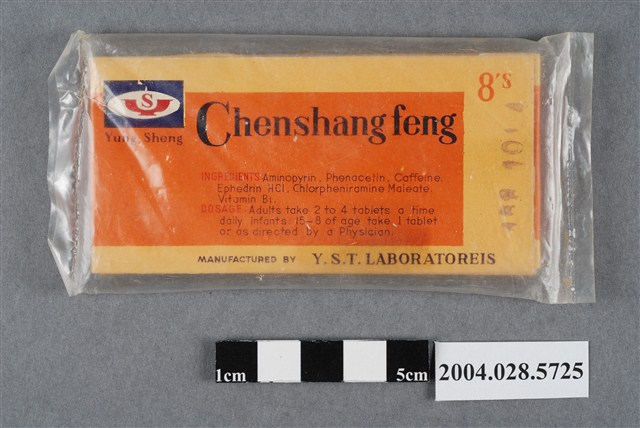 S
Yung Sheng
Chenshang feng
8's
INGREDIENTS: Aminopyrin, Phenacetin, Caffeine,
Ephedrin HCl, Chlorpheniramine Maleate,
Vitamin B1.
DOSAGE: Adults take 2 to 4 tablets a time
daily Infants: 15-8 of age take 1 tablet
or as directed by a Physician.
MANUFACTURED BY Y.S.T. LABORATOREIS
1cm
5cm
2004.028.5725